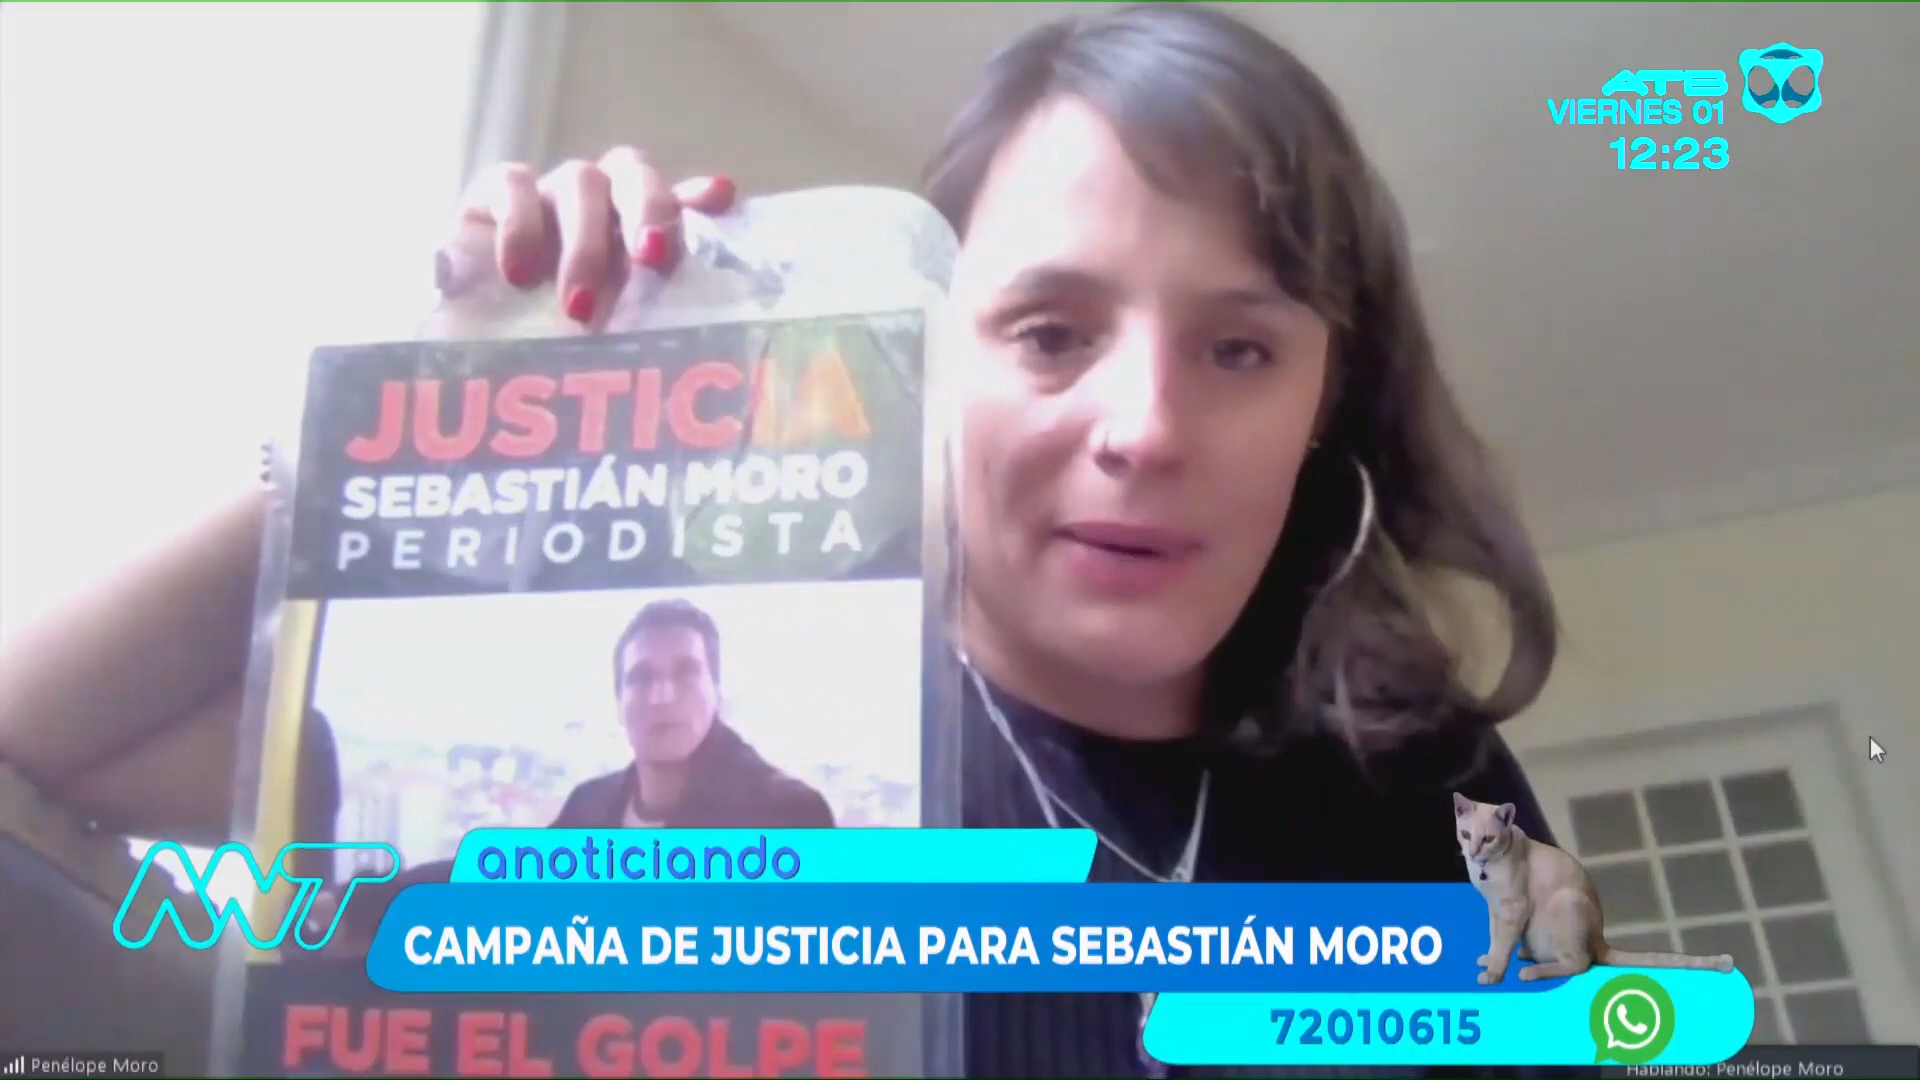 ATB
VIERNES 01
12:23
JUSTICIA
SEBASTIÁN MORO
PERIODISTA
anoticiando
CAMPAÑA DE JUSTICIA PARA SEBASTIÁN MORO
FUE EL GOLPE
72010615
Penélope Moro
Hablando: Penélope Moro